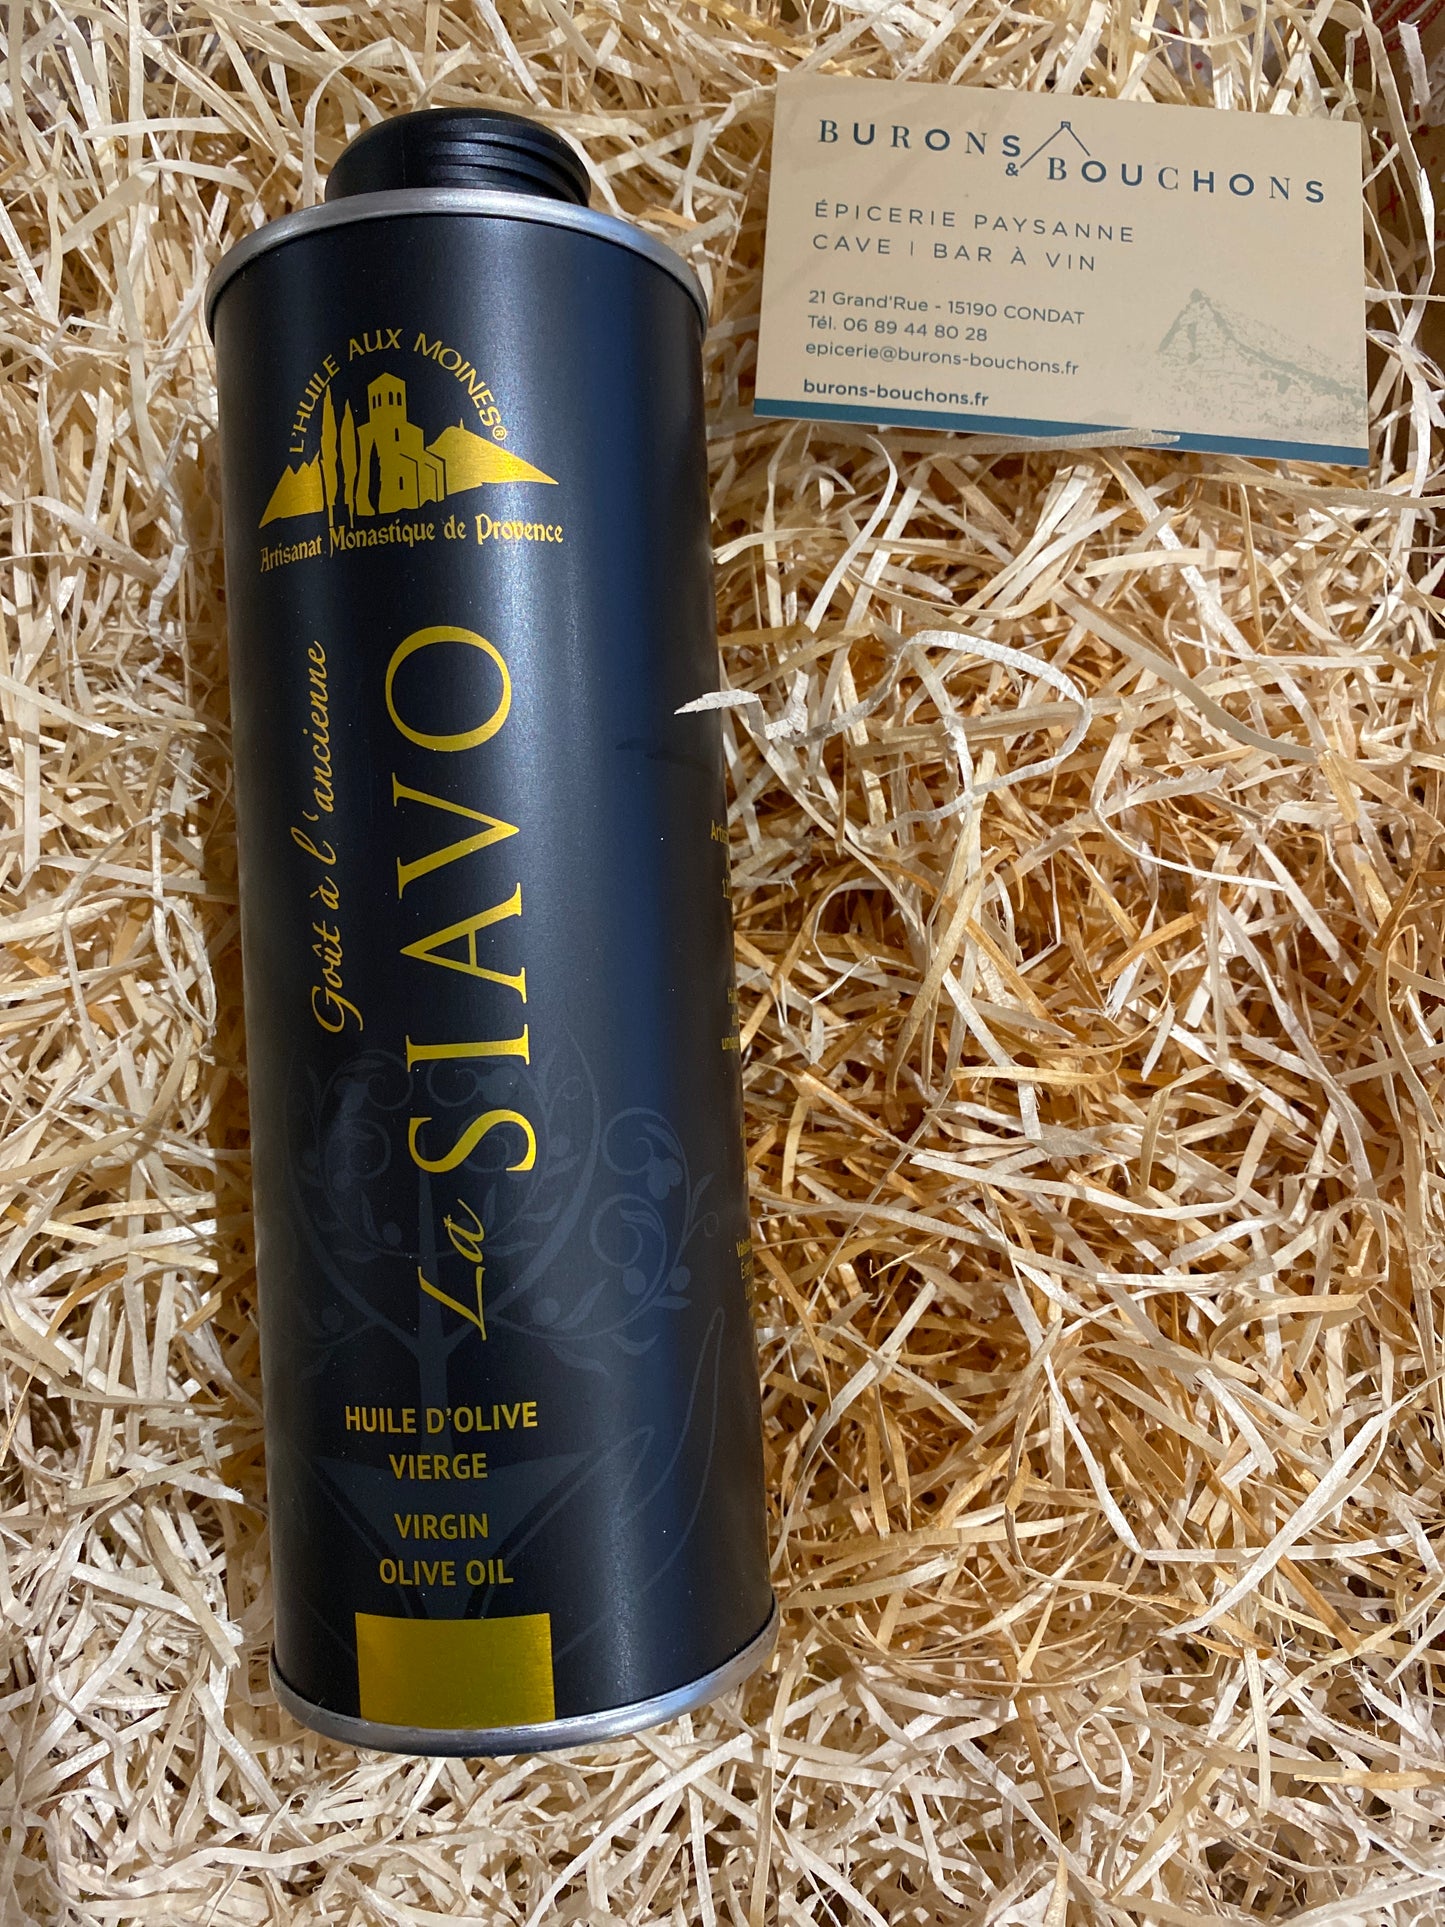 L'HUILE AUX MOINES®
Artisanat Monastique de Provence
Goût à l'ancienne
La SIAVO
HUILE D'OLIVE
VIERGE
VIRGIN
OLIVE OIL
BURONS
& BOUCHONS
ÉPICERIE PAYSANNE
CAVE | BAR À VIN
21 Grand'Rue - 15190 CONDAT
Tél. 06 89 44 80 28
epicerie@burons-bouchons.fr
burons-bouchons.fr